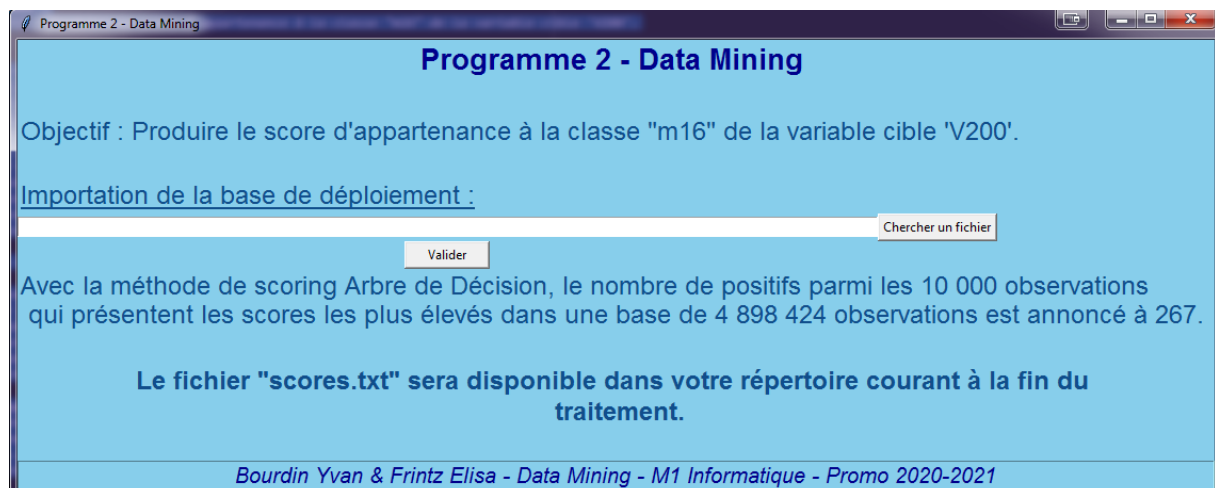 Programme 2 - Data Mining
Programme 2 - Data Mining
Objectif : Produire le score d'appartenance à la classe "m16" de la variable cible 'V200'.
Importation de la base de déploiement :
Chercher un fichier
Valider
Avec la méthode de scoring Arbre de Décision, le nombre de positifs parmi les 10 000 observations
qui présentent les scores les plus élevés dans une base de 4 898 424 observations est annoncé à 267.
Le fichier "scores.txt" sera disponible dans votre répertoire courant à la fin du
traitement.
Bourdin Yvan & Frintz Elisa - Data Mining - M1 Informatique - Promo 2020-2021